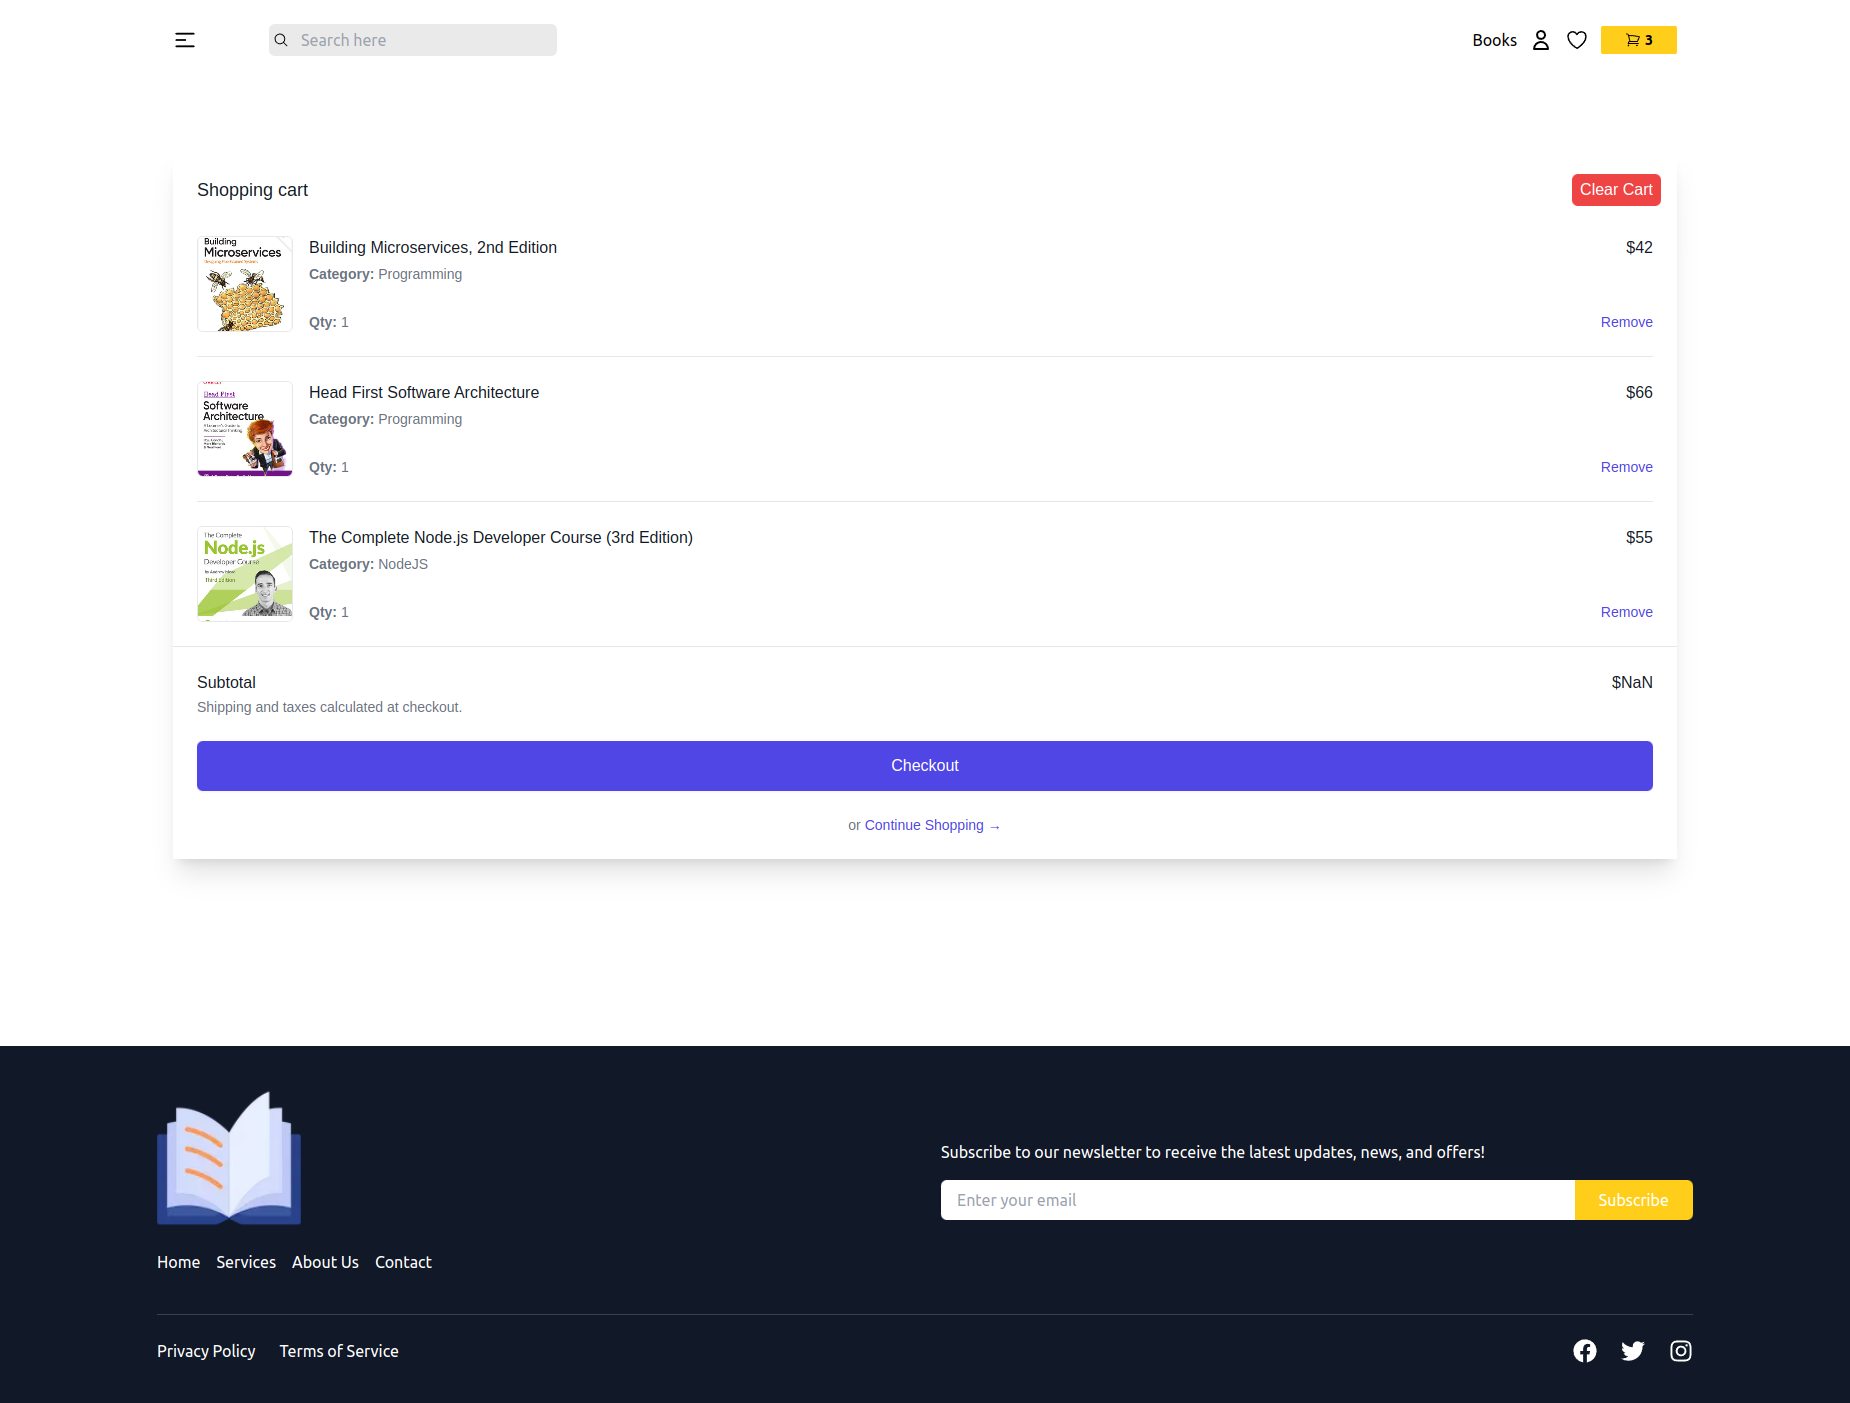 Search here
Books
3
Shopping cart
Clear Cart
Building
Microservices
Building Microservices, 2nd Edition
$42
Category: Programming
Qty: 1
Remove
Head First
Software
Architecture
Head First Software Architecture
$66
Category: Programming
Qty: 1
Remove
The Complete
Node.js
Developer Course
Third Edition
The Complete Node.js Developer Course (3rd Edition)
$55
Category: NodeJS
Qty: 1
Remove
Subtotal
$NaN
Shipping and taxes calculated at checkout.
Checkout
or Continue Shopping →
Subscribe to our newsletter to receive the latest updates, news, and offers!
Enter your email
Subscribe
Home Services About Us Contact
Privacy Policy Terms of Service